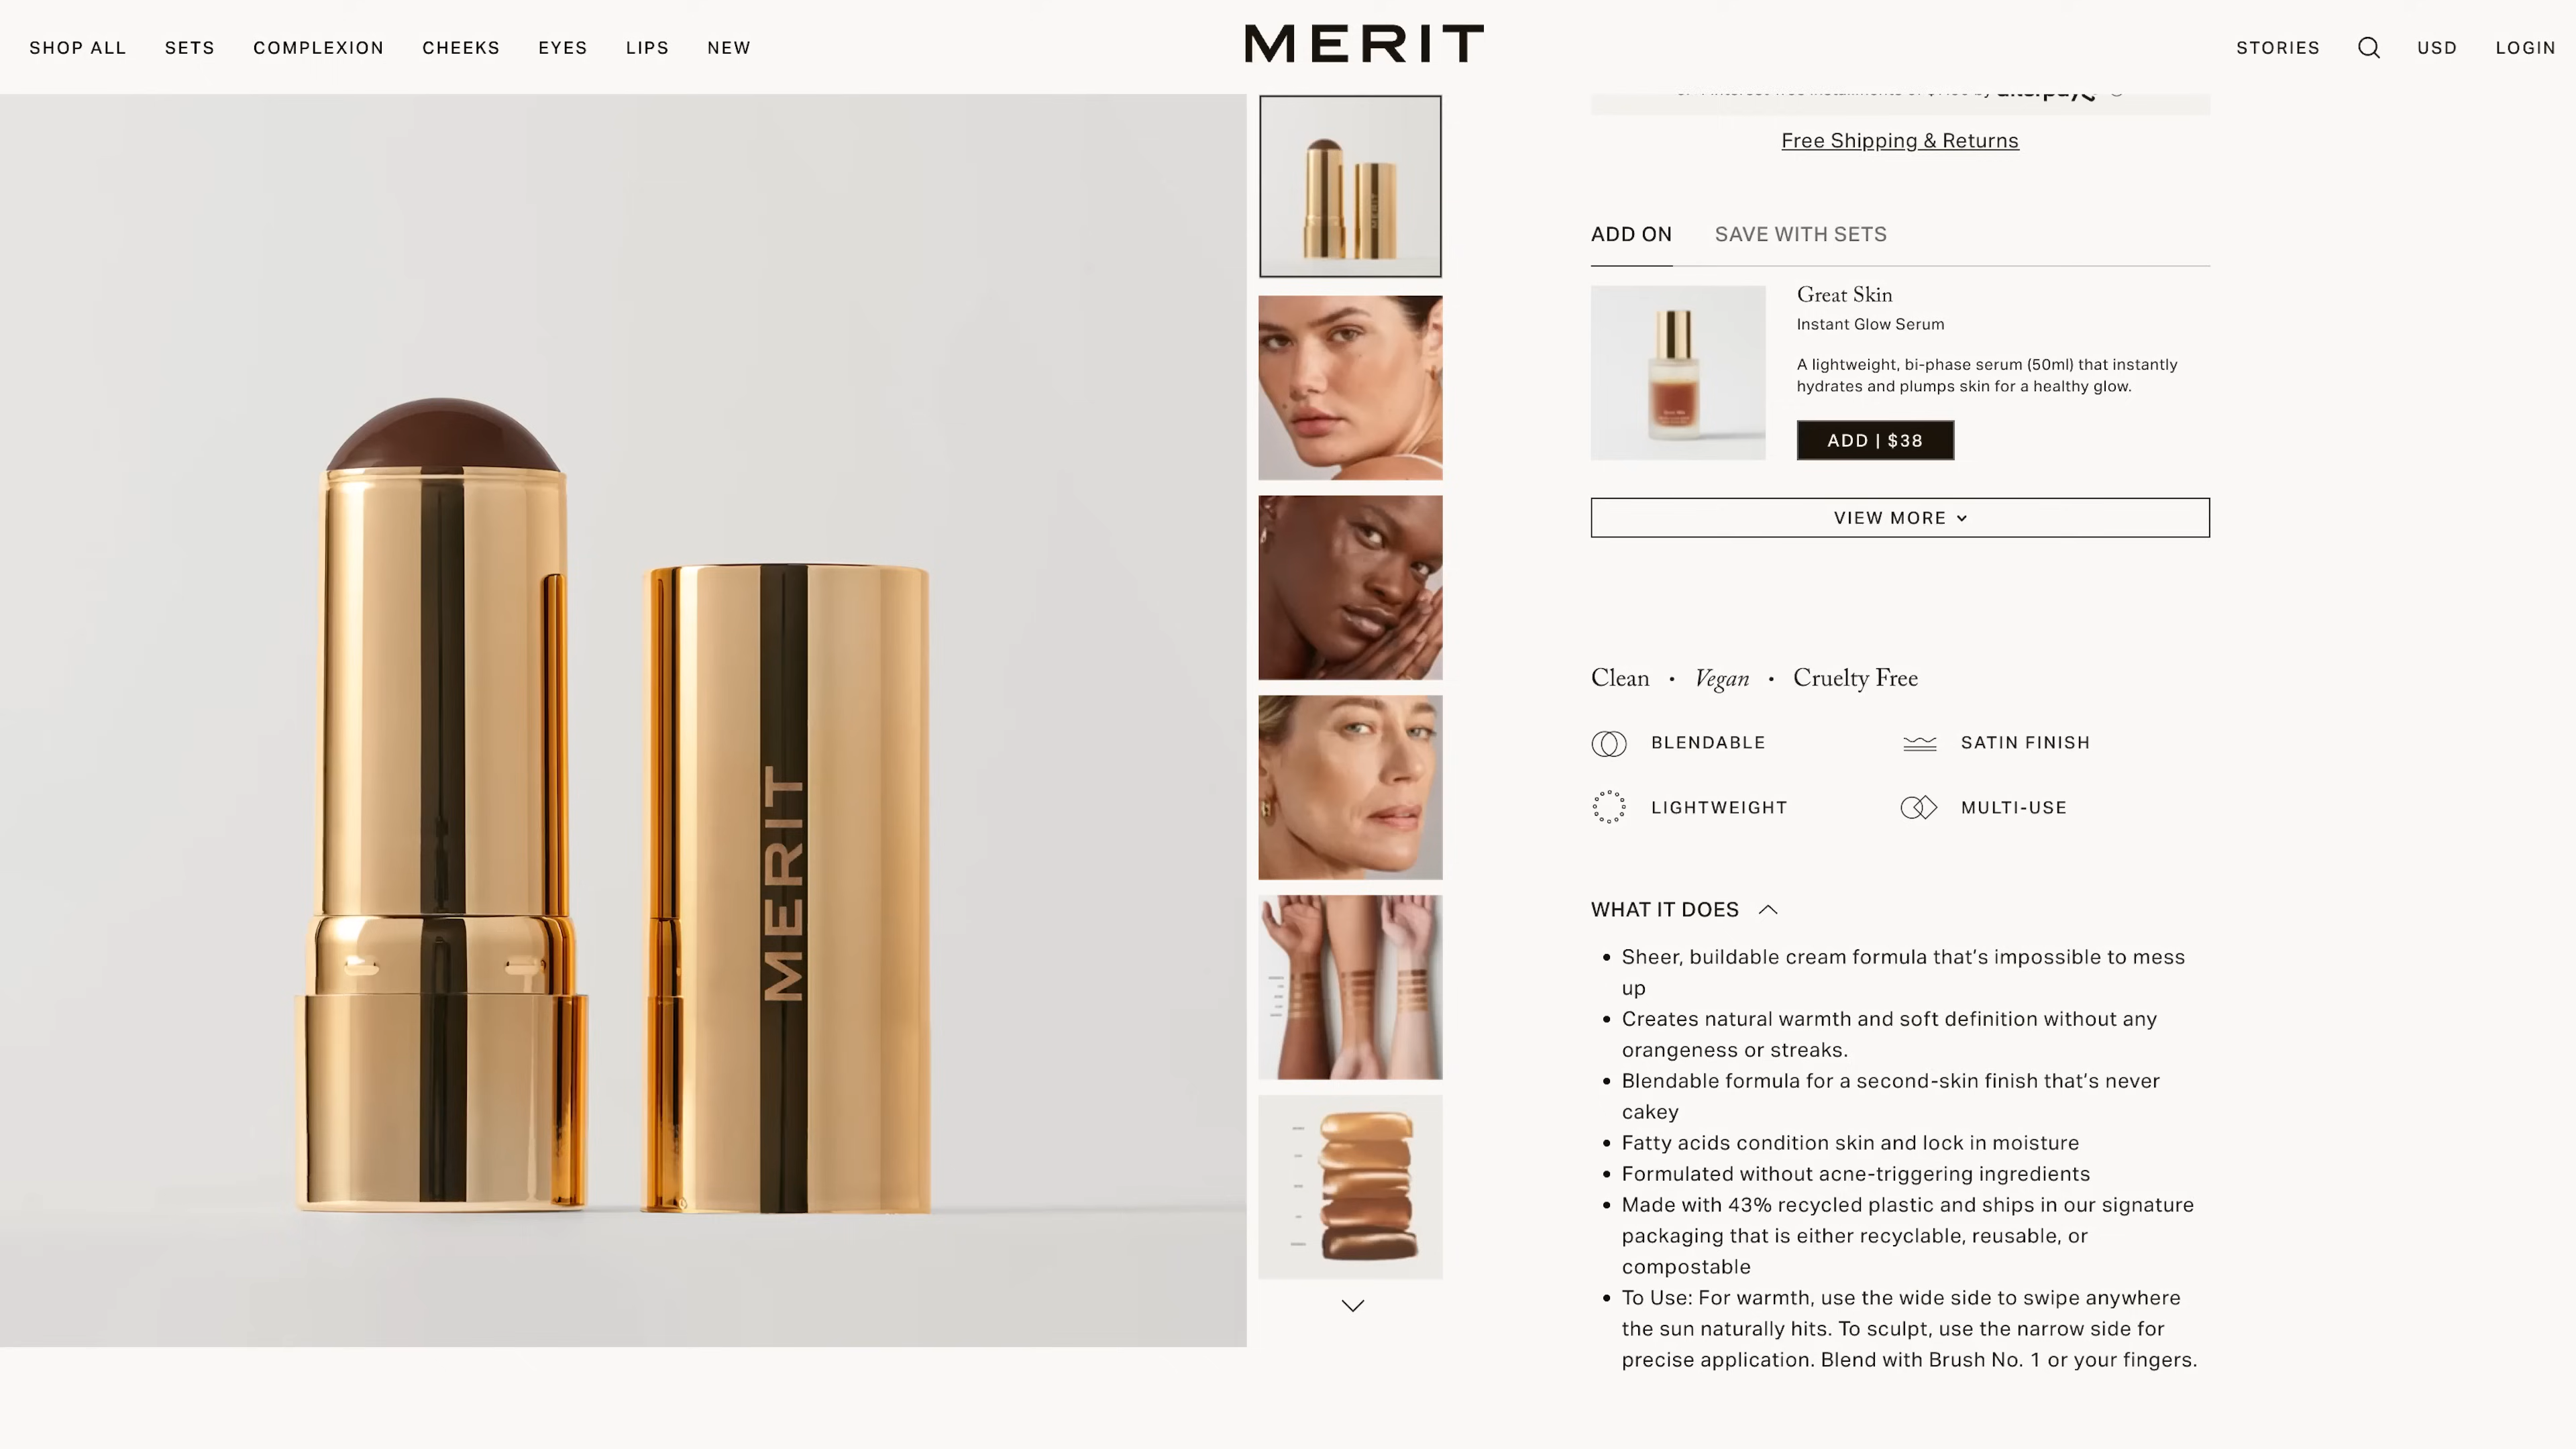 SHOP ALL SETS COMPLEXION CHEEKS EYES LIPS NEW
MERIT
STORIES USD LOGIN
MERIT
Free Shipping & Returns
ADD ON SAVE WITH SETS
Great Skin
Instant Glow Serum
A lightweight, bi-phase serum (50ml) that instantly
hydrates and plumps skin for a healthy glow.
ADD | $38
VIEW MORE
Clean • Vegan • Cruelty Free
BLENDABLE SATIN FINISH
LIGHTWEIGHT MULTI-USE
WHAT IT DOES
• Sheer, buildable cream formula that’s impossible to mess
up
• Creates natural warmth and soft definition without any
orangeness or streaks.
• Blendable formula for a second-skin finish that’s never
cakey
• Fatty acids condition skin and lock in moisture
• Formulated without acne-triggering ingredients
• Made with 43% recycled plastic and ships in our signature
packaging that is either recyclable, reusable, or
compostable
• To Use: For warmth, use the wide side to swipe anywhere
the sun naturally hits. To sculpt, use the narrow side for
precise application. Blend with Brush No. 1 or your fingers.